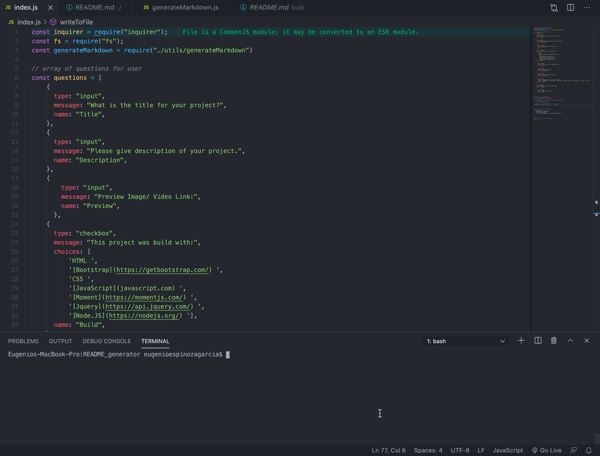 index.js × README.md ./ generateMarkdown.js README.md built
index.js > writeToFile
1 const inquirer = require("inquirer"); File is a CommonJS module; it may be converted to an ES6 module.
2 const fs = require("fs");
3 const generateMarkdown = require("./utils/generateMarkdown")
4
5 // array of questions for user
6 const questions = [
7 {
8 type: "input",
9 message: "What is the title for your project?",
10 name: "Title",
11 },
12 {
13 type: "input",
14 message: "Please give description of your project.",
15 name: "Description",
16 },
17 {
18 type: "input",
19 message: "Preview Image/ Video Link:",
20 name: "Preview",
21 },
22 {
23 type: "checkbox",
24 message: "This project was build with:",
25 choices: [
26 'HTML ',
27 '[Bootstrap](https://getbootstrap.com/) ',
28 'CSS ',
29 '[JavaScript](javascript.com) ',
30 '[Moment](https://momentjs.com/) ',
31 '[Jquery](https://api.jquery.com/) ',
32 '[Node.JS](https://nodejs.org/) '],
33 name: "Build",
PROBLEMS OUTPUT DEBUG CONSOLE TERMINAL 1: bash
Eugenios-MacBook-Pro:README_generator eugenioespinozagarcia$
Ln 77, Col 6 Spaces: 4 UTF-8 LF JavaScript Go Live